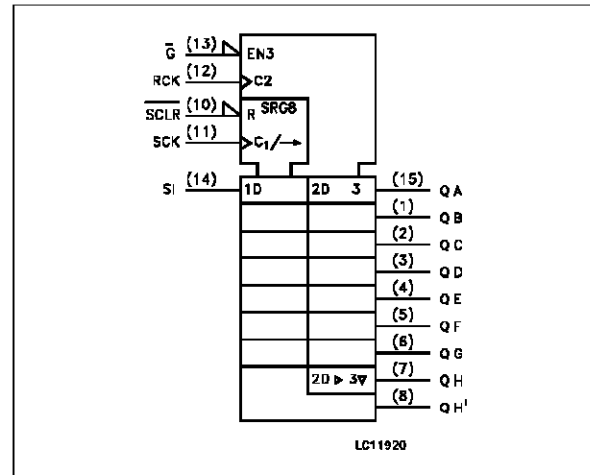 G̅ (13) EN3
RCK (12) C2
S̅C̅L̅R̅ (10) R SRG8
SCK (11) C1/→
SI (14) 1D 2D 3 (15) QA
(1) QB
(2) QC
(3) QD
(4) QE
(5) QF
(6) QG
2D ▷ 3▽ (7) QH
(8) QH'
LC11920